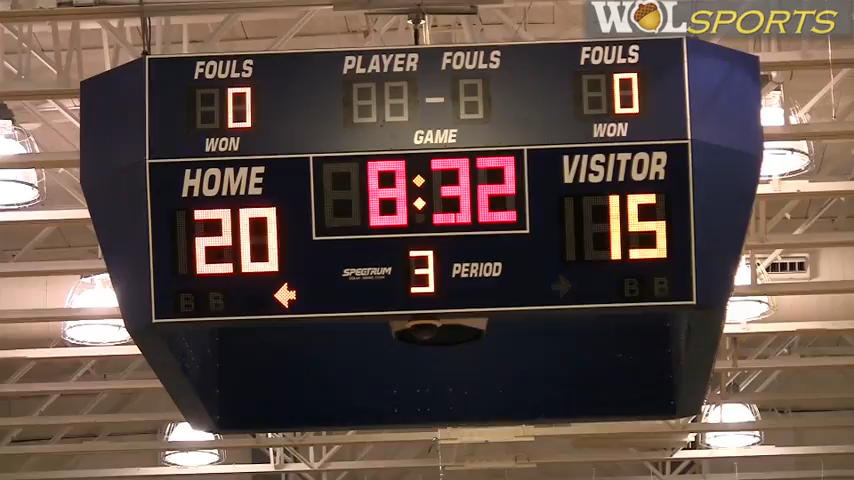 WOLSPORTS
FOULS PLAYER FOULS FOULS
0 - 0
WON GAME WON
HOME 8:32 VISITOR
20 15
SPECTRUM 3 PERIOD
B B B B